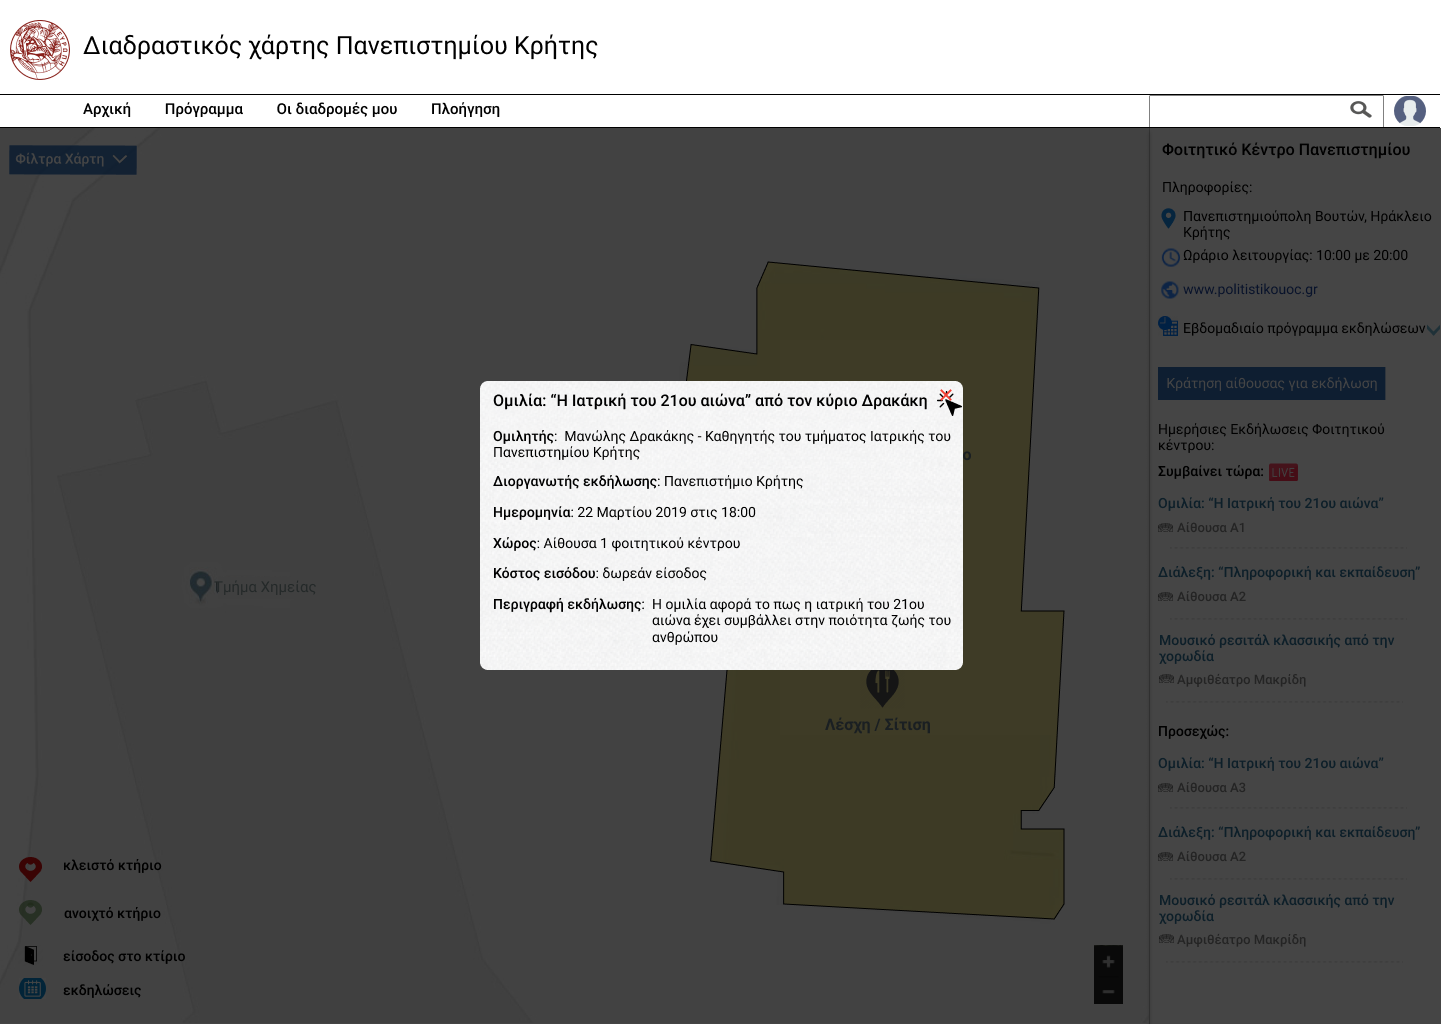 Διαδραστικός χάρτης Πανεπιστημίου Κρήτης
Αρχική
Πρόγραμμα
Οι διαδρομές μου
Πλοήγηση
Φίλτρα Χάρτη
Τμήμα Χημείας
κλειστό κτήριο
ανοιχτό κτήριο
είσοδος στο κτίριο
εκδηλώσεις
Ομιλία: “Η Ιατρική του 21ου αιώνα” από τον κύριο Δρακάκη
Ομιλητής: Μανώλης Δρακάκης - Καθηγητής του τμήματος Ιατρικής του
Πανεπιστημίου Κρήτης
Διοργανωτής εκδήλωσης: Πανεπιστήμιο Κρήτης
Ημερομηνία: 22 Μαρτίου 2019 στις 18:00
Χώρος: Αίθουσα 1 φοιτητικού κέντρου
Κόστος εισόδου: δωρεάν είσοδος
Περιγραφή εκδήλωσης: Η ομιλία αφορά το πως η ιατρική του 21ου
αιώνα έχει συμβάλλει στην ποιότητα ζωής του
ανθρώπου
Λέσχη / Σίτιση
+
−
Φοιτητικό Κέντρο Πανεπιστημίου
Πληροφορίες:
Πανεπιστημιούπολη Βουτών, Ηράκλειο
Κρήτης
Ωράριο λειτουργίας: 10:00 με 20:00
www.politistikouoc.gr
Εβδομαδιαίο πρόγραμμα εκδηλώσεων
Κράτηση αίθουσας για εκδήλωση
Ημερήσιες Εκδηλώσεις Φοιτητικού
κέντρου:
Συμβαίνει τώρα: LIVE
Ομιλία: “Η Ιατρική του 21ου αιώνα”
Αίθουσα Α1
Διάλεξη: “Πληροφορική και εκπαίδευση”
Αίθουσα Α2
Μουσικό ρεσιτάλ κλασσικής από την
χορωδία
Αμφιθέατρο Μακρίδη
Προσεχώς:
Ομιλία: “Η Ιατρική του 21ου αιώνα”
Αίθουσα Α3
Διάλεξη: “Πληροφορική και εκπαίδευση”
Αίθουσα Α2
Μουσικό ρεσιτάλ κλασσικής από την
χορωδία
Αμφιθέατρο Μακρίδη